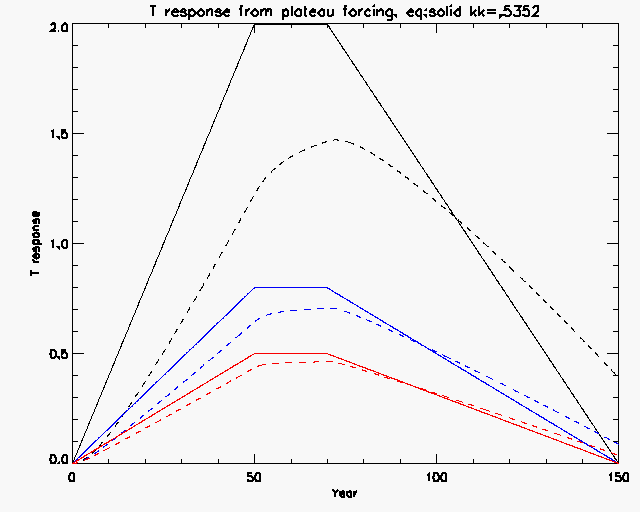 T response from plateau forcing, eq:solid kk=,5352
2.0
1.5
1.0
0.5
0.0
T response
0 50 100 150
Year